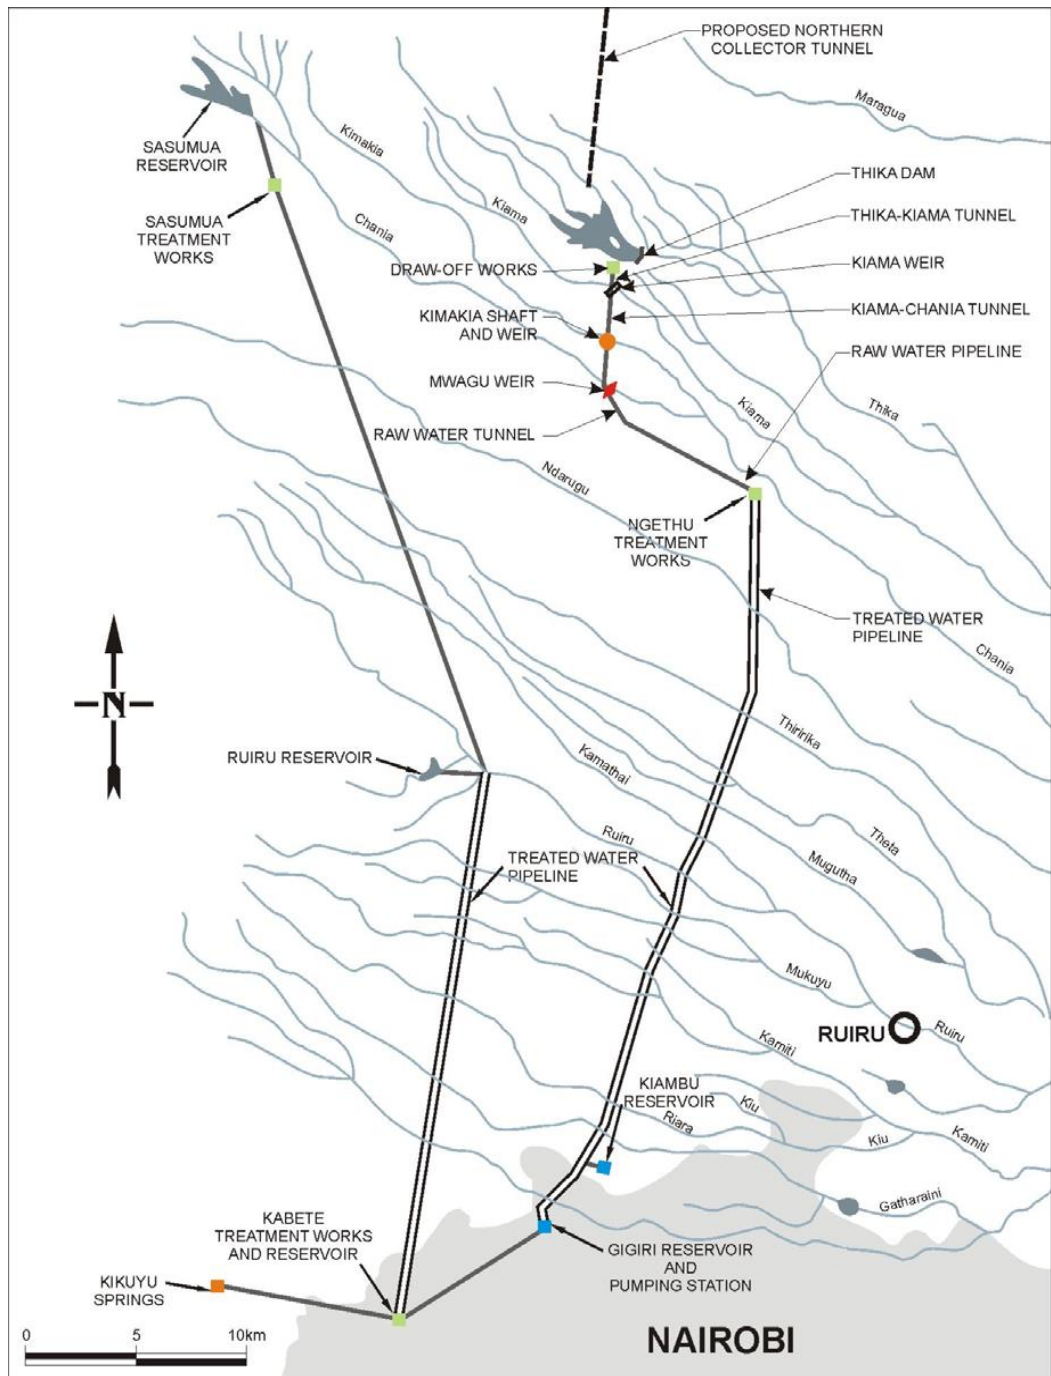 PROPOSED NORTHERN
COLLECTOR TUNNEL
Maragua
SASUMUA
RESERVOIR
Kimakia
THIKA DAM
Kiama
THIKA-KIAMA TUNNEL
Chania
SASUMUA
TREATMENT
WORKS
DRAW-OFF WORKS
KIAMA WEIR
KIMAKIA SHAFT
AND WEIR
KIAMA-CHANIA TUNNEL
RAW WATER PIPELINE
MWAGU WEIR
Kiama
Thika
RAW WATER TUNNEL
Ndarugu
NGETHU
TREATMENT
WORKS
TREATED WATER
PIPELINE
Chania
N
Thiririka
RUIRU RESERVOIR
Kamathai
Ruiru
Theta
Mugutha
TREATED WATER
PIPELINE
Mukuyu
RUIRU
Ruiru
Kamiti
KIAMBU
RESERVOIR
Kiu
Riara
Kiu
Kamiti
Gatharaini
KABETE
TREATMENT WORKS
AND RESERVOIR
GIGIRI RESERVOIR
AND
PUMPING STATION
KIKUYU
SPRINGS
0 5 10km
NAIROBI